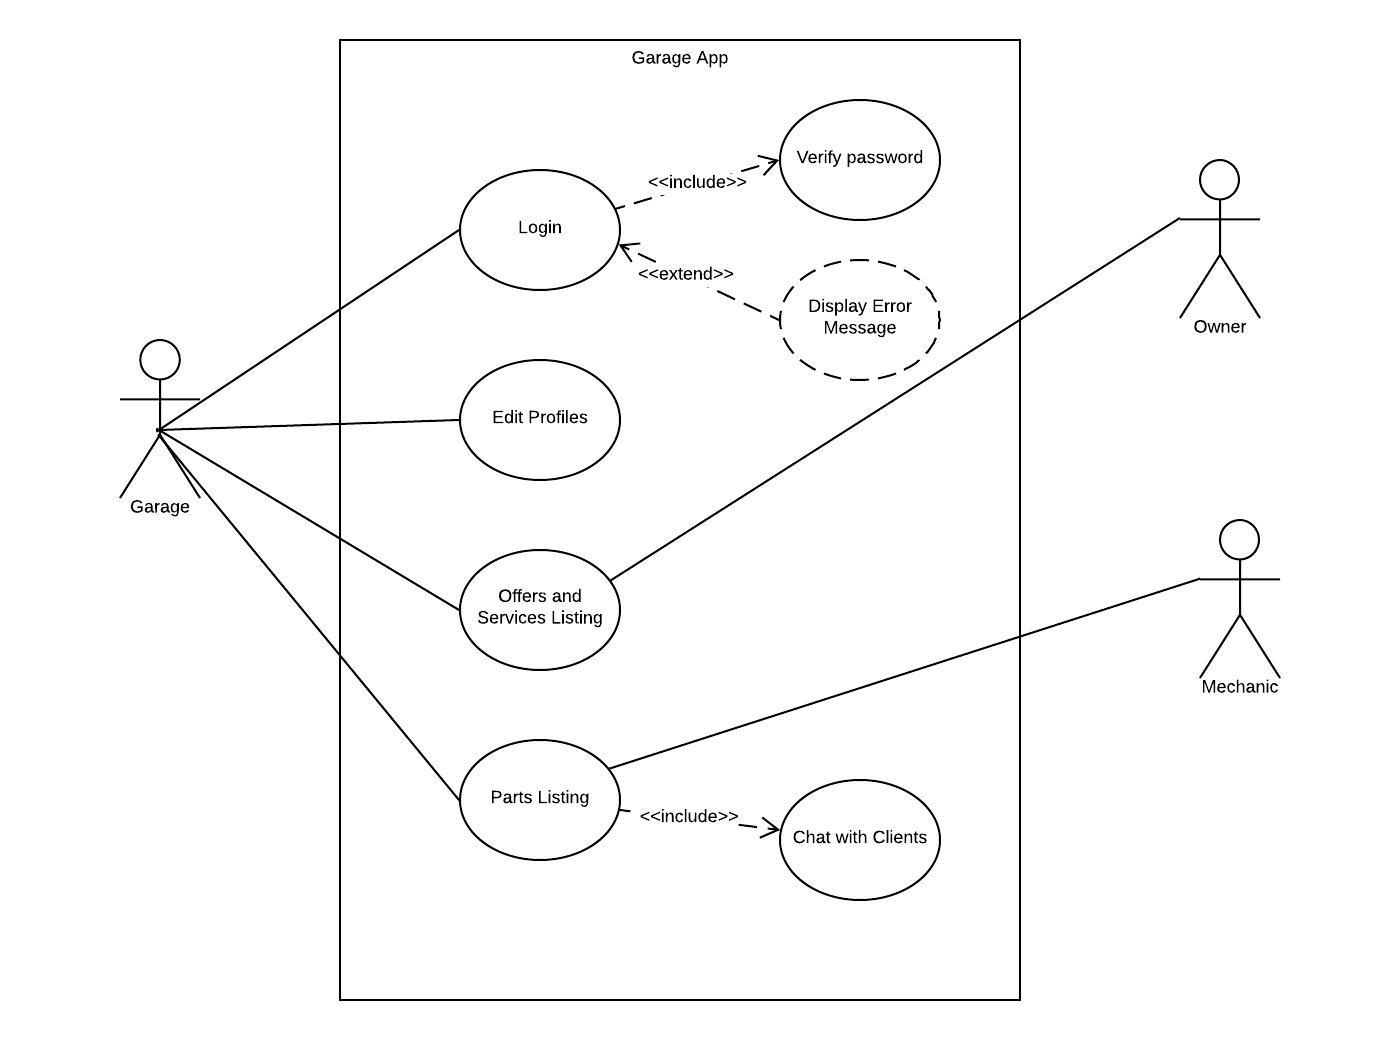 Garage App
Verify password
<<include>>
Login
<<extend>>
Display Error
Message
Owner
Edit Profiles
Garage
Offers and
Services Listing
Mechanic
Parts Listing
<<include>>
Chat with Clients